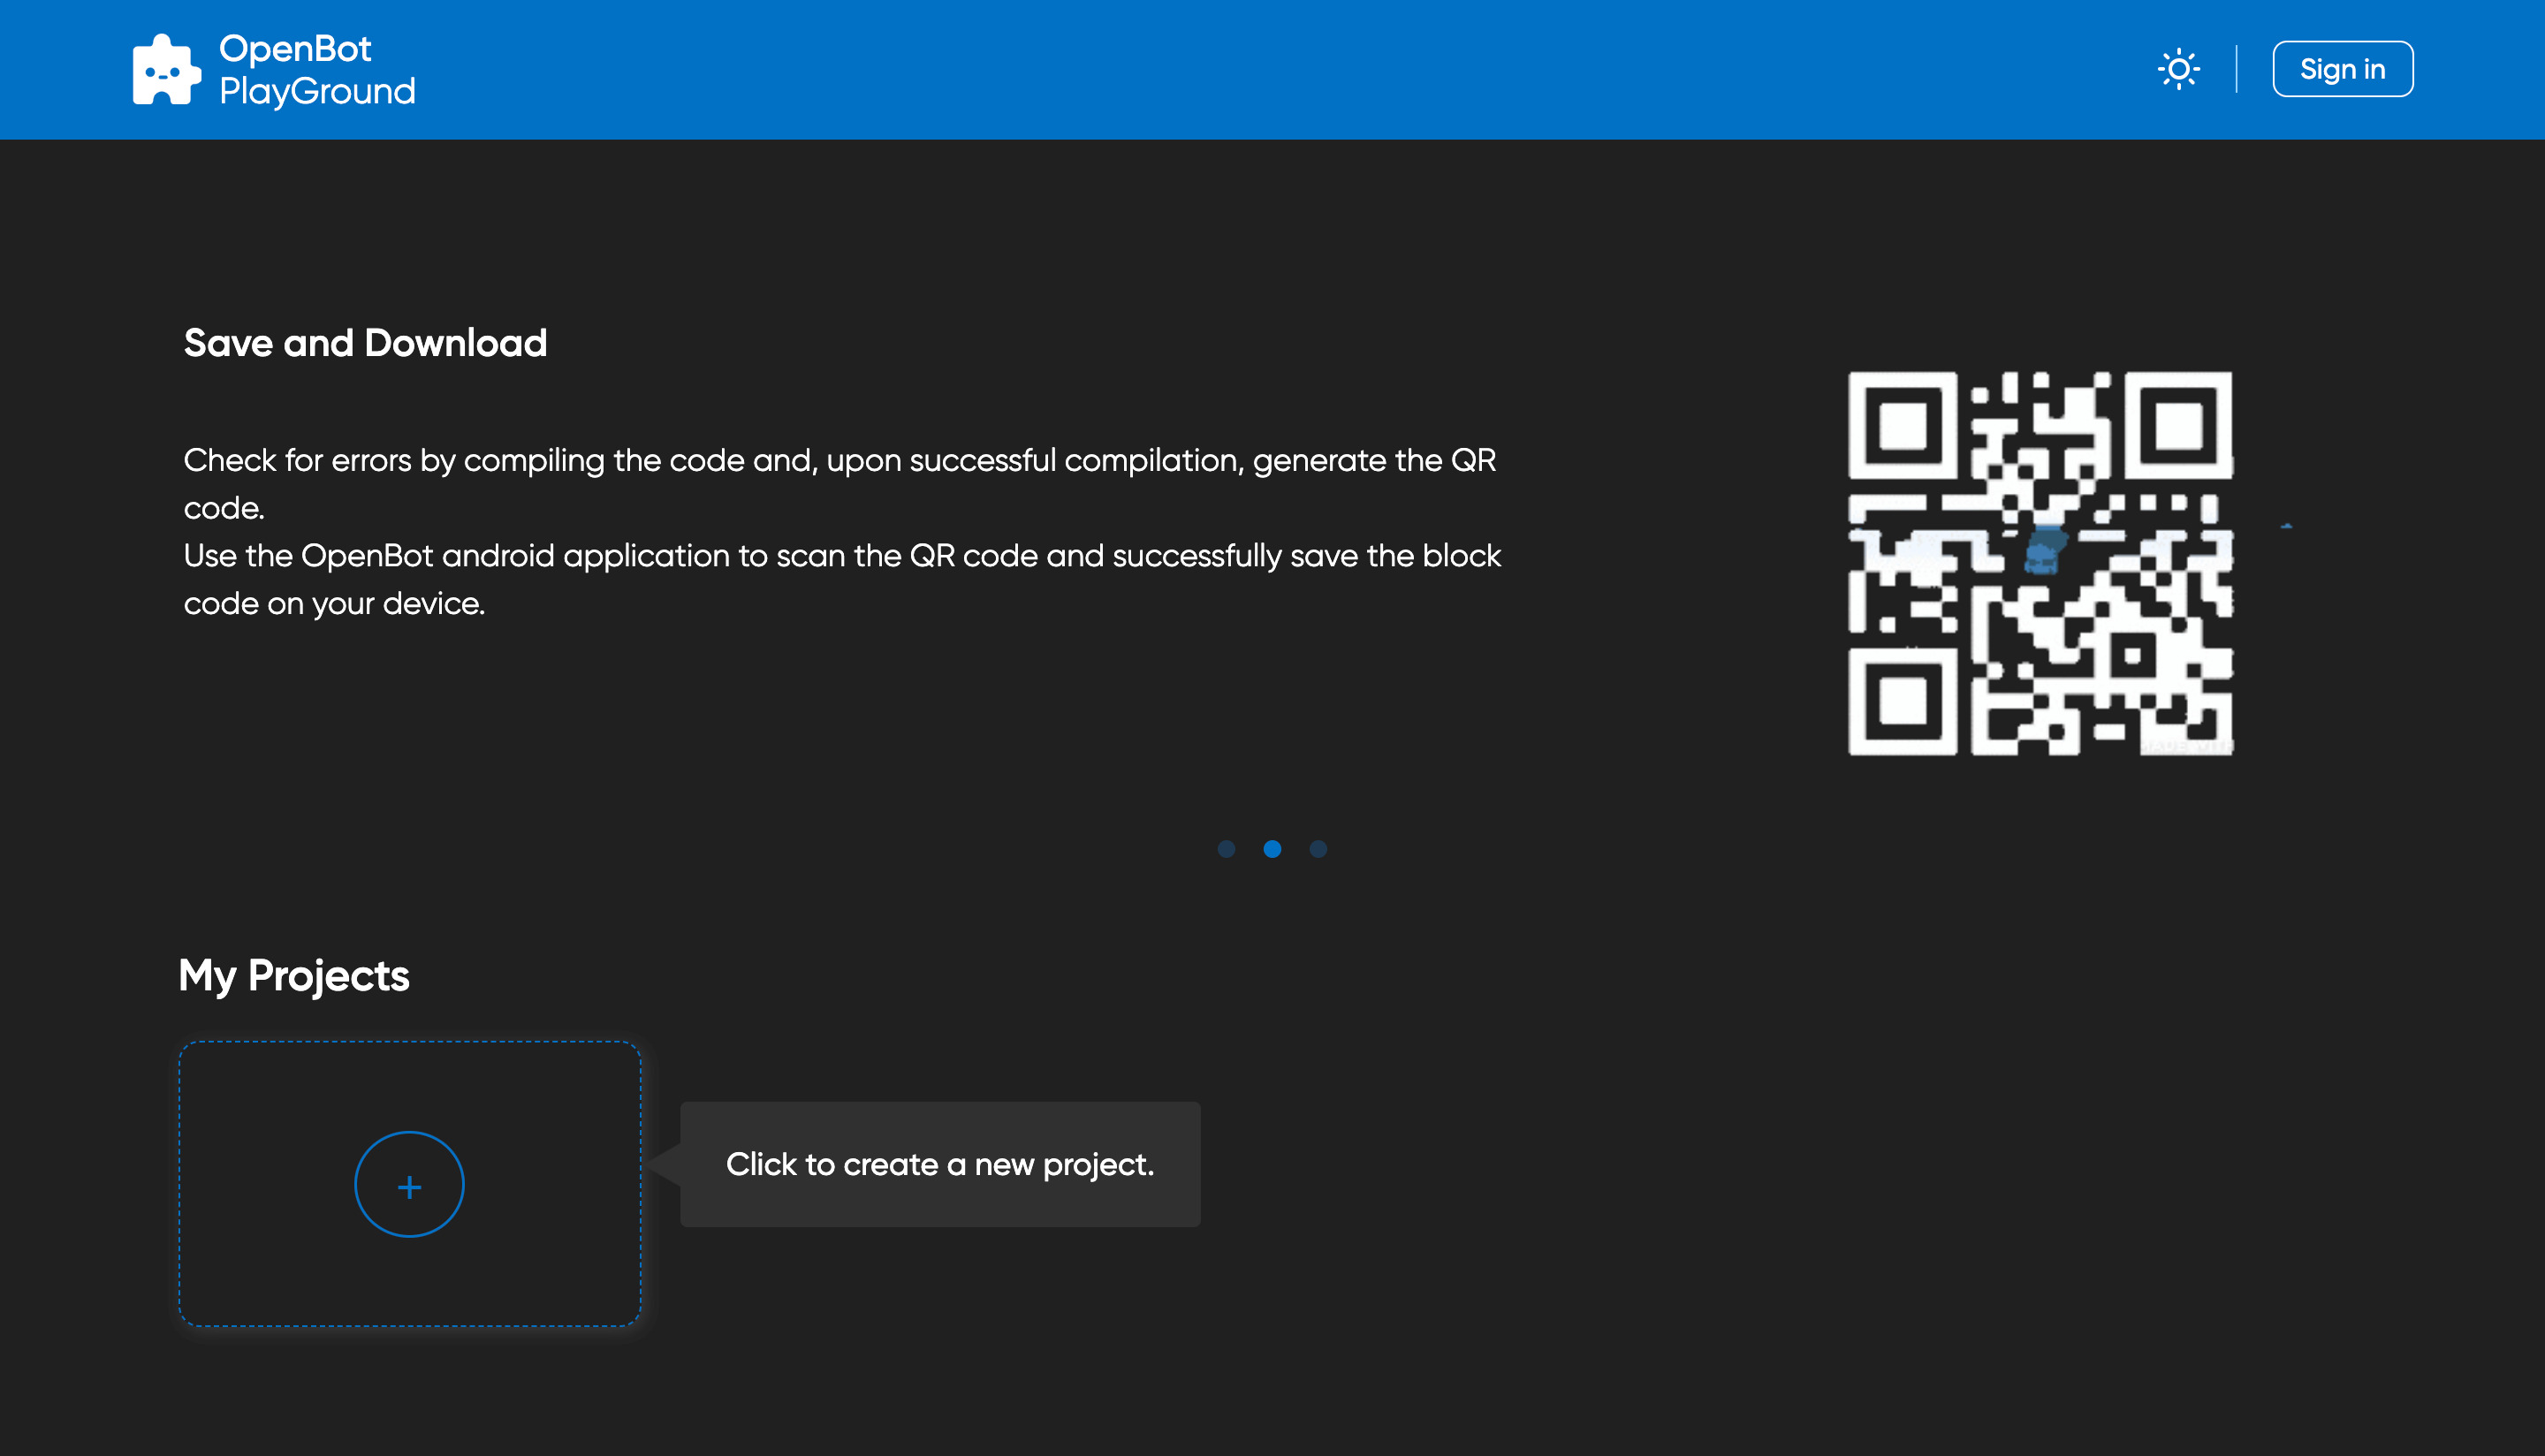 OpenBot
PlayGround
Sign in
Save and Download
Check for errors by compiling the code and, upon successful compilation, generate the QR
code.
Use the OpenBot android application to scan the QR code and successfully save the block
code on your device.
My Projects
+
Click to create a new project.